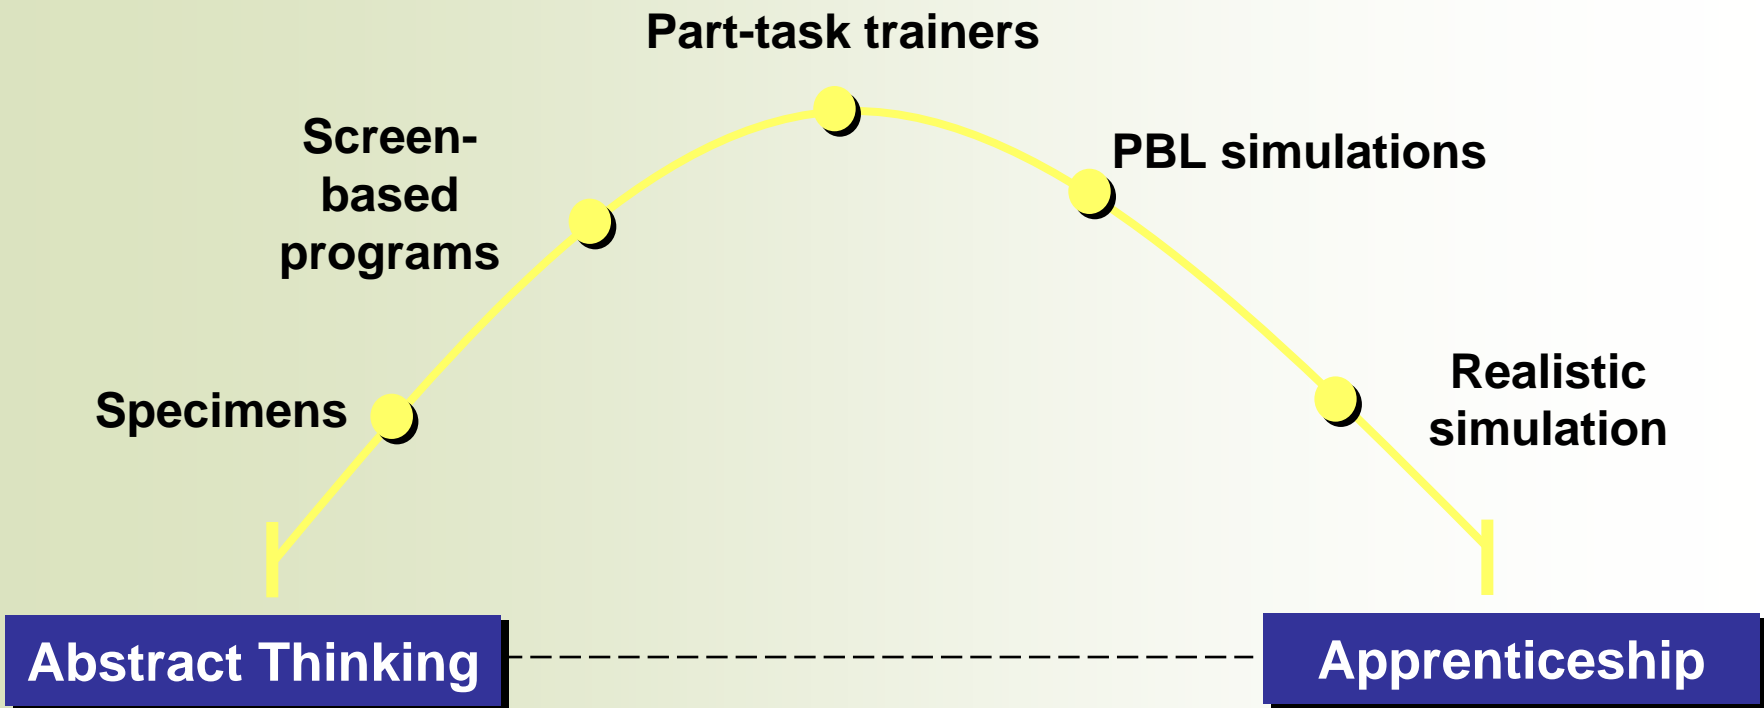 Part-task trainers
Screen-
based
programs
PBL simulations
Specimens
Realistic
simulation
Abstract Thinking
Apprenticeship